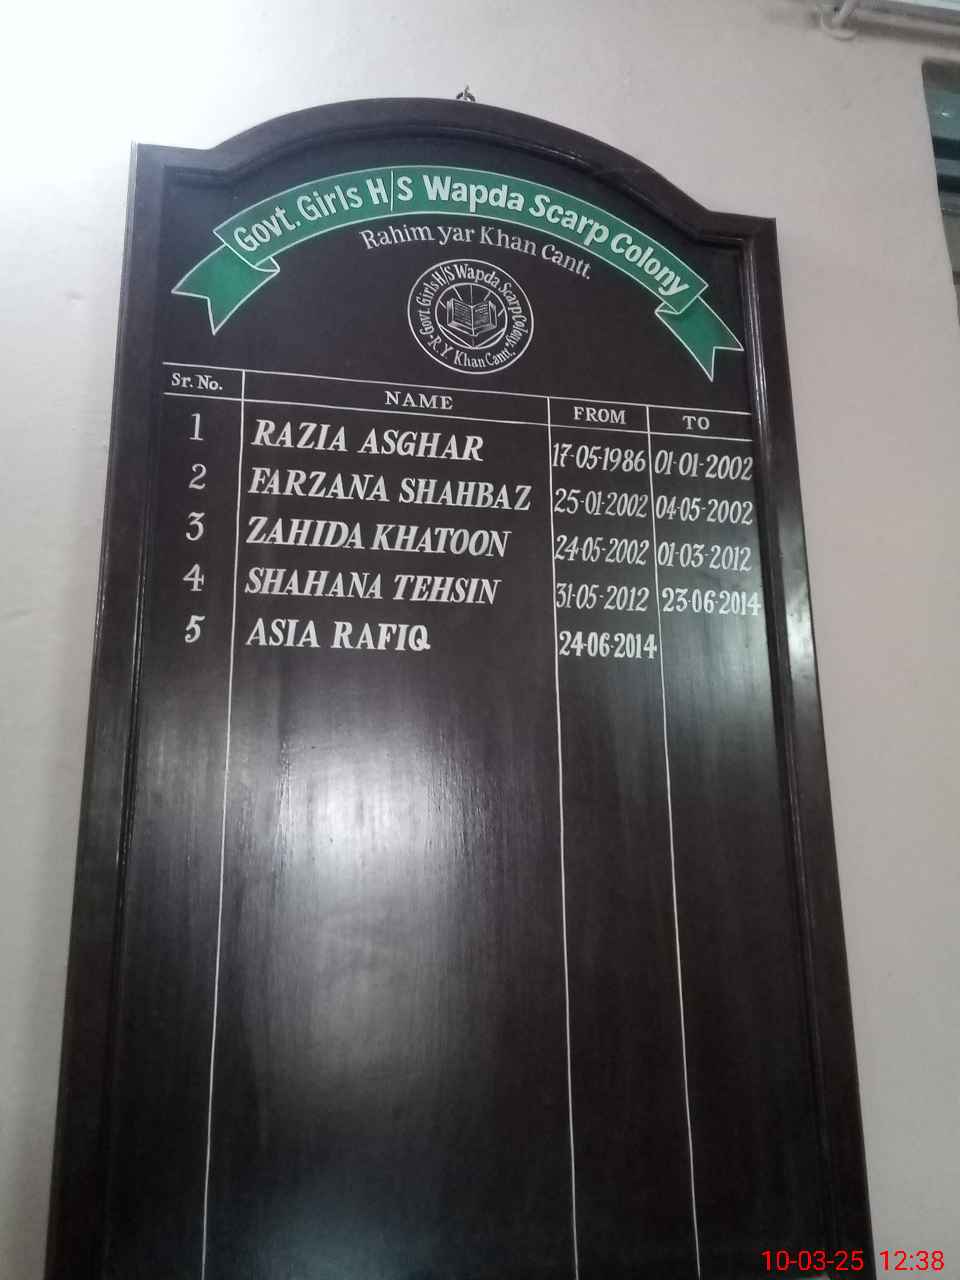 Govt. Girls H/S Wapda Scarp Colony
Rahim yar Khan Cantt.
Govt. Girls H/S Wapda Scarp Colony
R.Y Khan Cantt.
Sr. No. NAME FROM TO
1 RAZIA ASGHAR 17-05-1986 01-01-2002
2 FARZANA SHAHBAZ 25-01-2002 04-05-2002
3 ZAHIDA KHATOON 24-05-2002 01-03-2012
4 SHAHANA TEHSIN 31-05-2012 23-06-2014
5 ASIA RAFIQ 24-06-2014
10-03-25 12:38